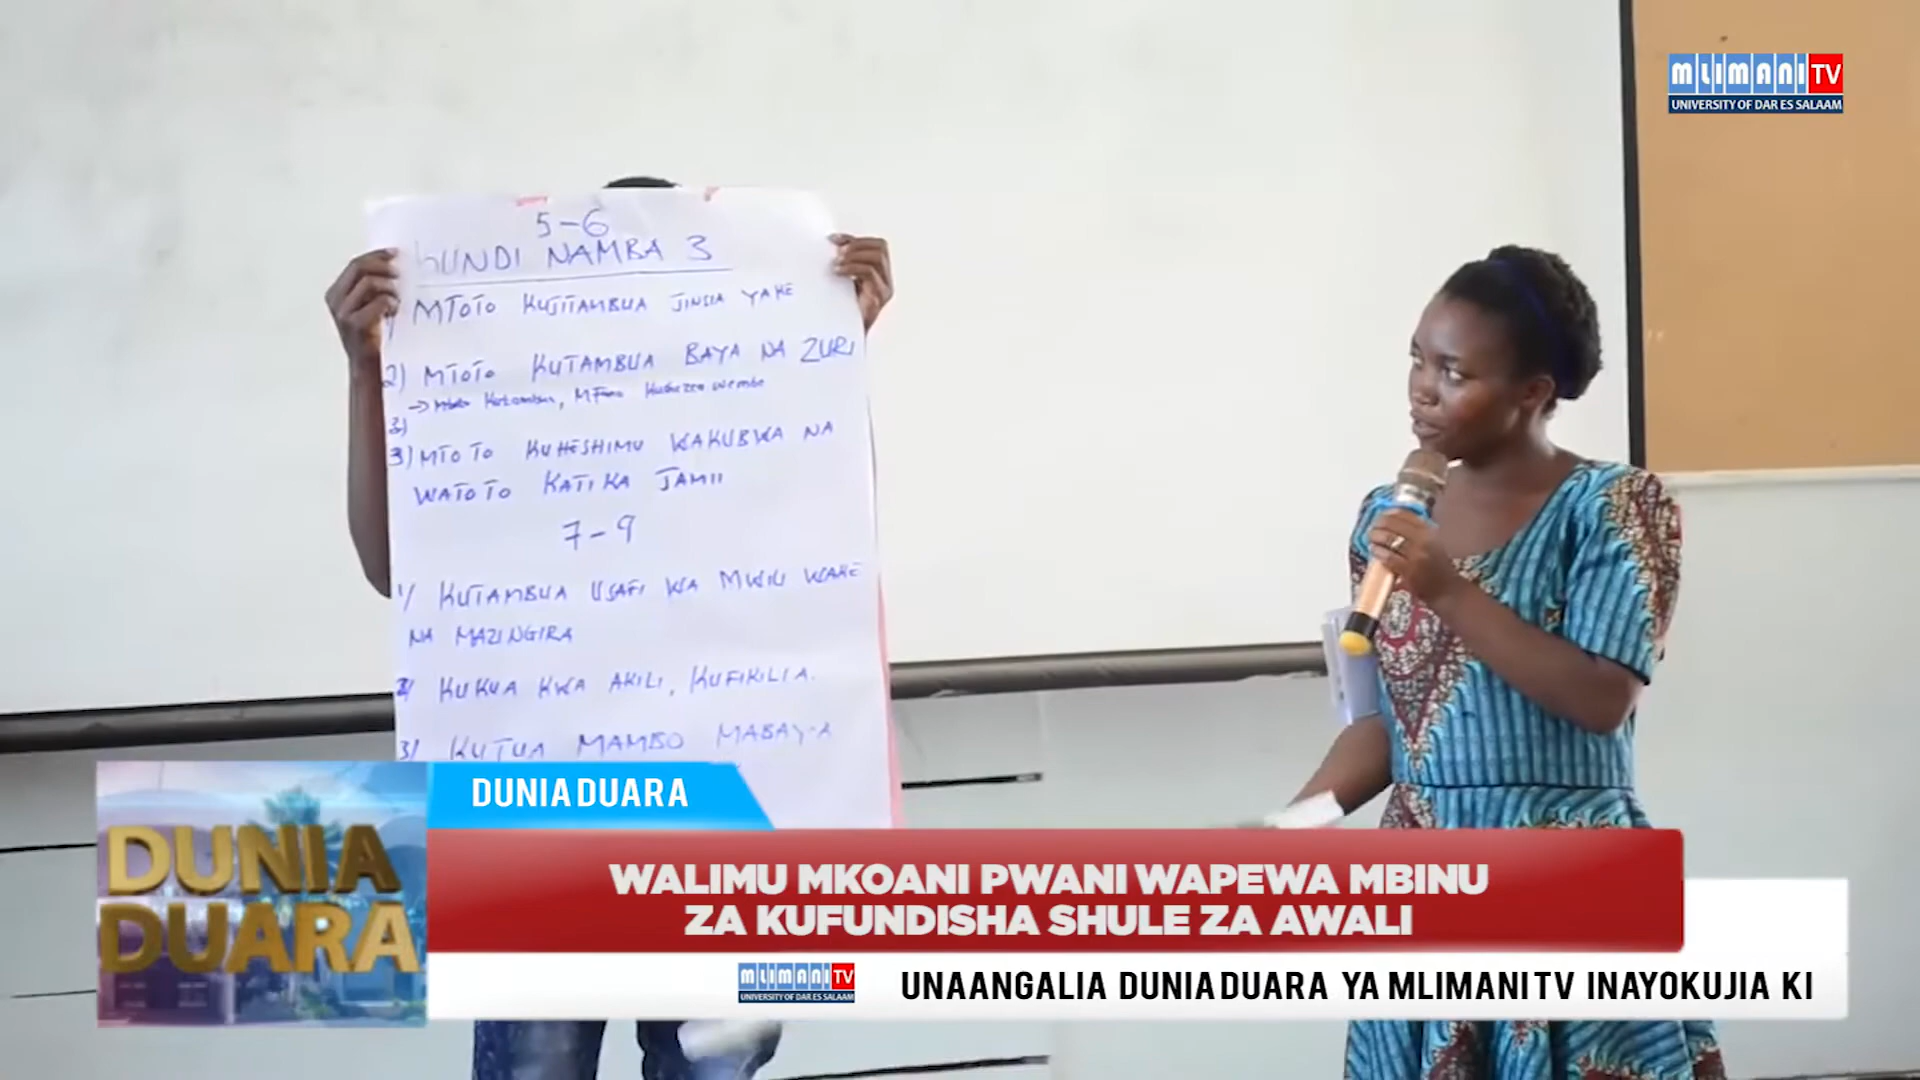 MLIMANI TV
UNIVERSITY OF DAR ES SALAAM
5-6
KUNDI NAMBA 3
1) MTOTO KUJITAMBUA JINSIA YAKE
2) MTOTO KUTAMBUA BAYA NA ZURI
3)
3) MTOTO KUHESHIMU WAKUBWA NA
WATOTO KATIKA JAMII
7-9
1/ KUTAMBUA USAFI WA MWILI WAKE
NA MAZINGIRA
2/ KUKUA KWA AKILI, KUFIKILIA.
3/ KUTUA MAMBO MABAYA
DUNIA DUARA
DUNIA
DUARA
WALIMU MKOANI PWANI WAPEWA MBINU
ZA KUFUNDISHA SHULE ZA AWALI
MLIMANI TV
UNIVERSITY OF DAR ES SALAAM
UNAANGALIA DUNIA DUARA YA MLIMANI TV INAYOKUJIA KI